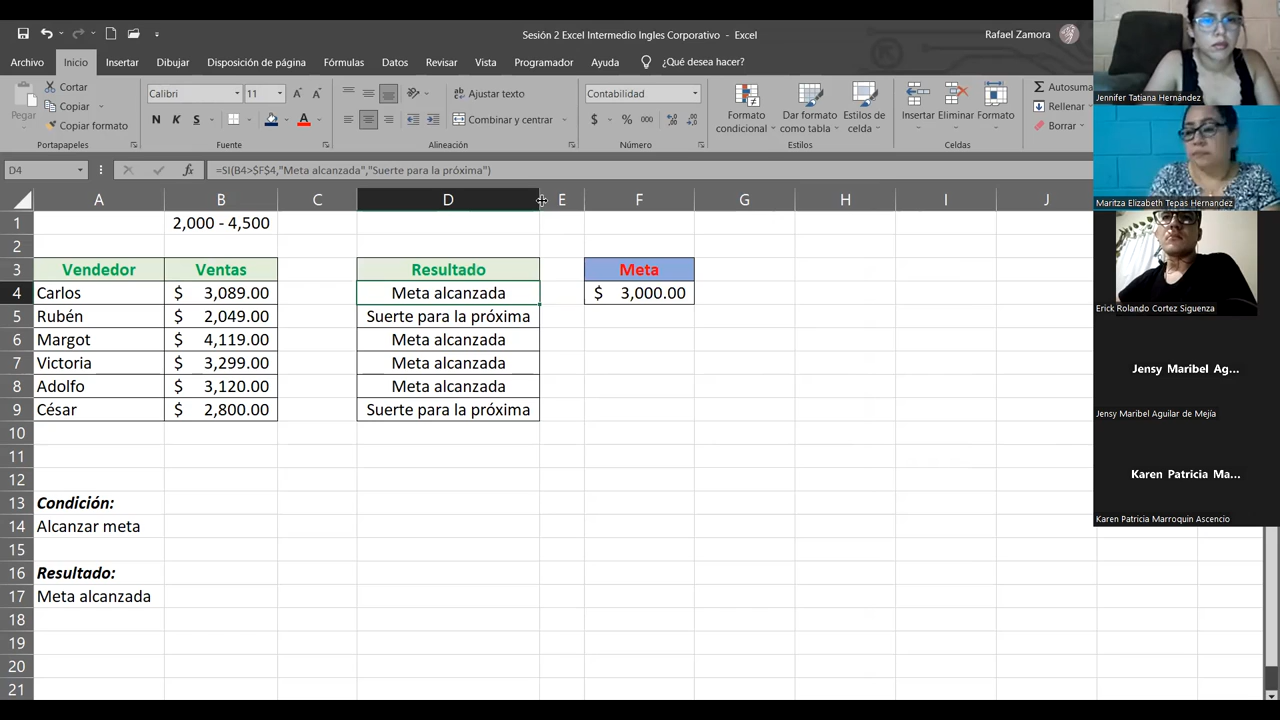 Sesión 2 Excel Intermedio Ingles Corporativo - Excel
Rafael Zamora
Archivo Inicio Insertar Dibujar Disposición de página Fórmulas Datos Revisar Vista Programador Ayuda ¿Qué desea hacer?
Pegar
Cortar
Copiar
Copiar formato
Portapapeles
Calibri 11
N K S
Fuente
Ajustar texto
Combinar y centrar
Alineación
Contabilidad
$ % 000
Número
Formato condicional
Dar formato como tabla
Estilos de celda
Estilos
Insertar Eliminar Formato
Celdas
Autosuma
Rellenar
Borrar
D4
fx
=SI(B4>$F$4,"Meta alcanzada","Suerte para la próxima")
A B C D E F G H I J
1 2,000 - 4,500
2
3 Vendedor Ventas Resultado Meta
4 Carlos $ 3,089.00 Meta alcanzada $ 3,000.00
5 Rubén $ 2,049.00 Suerte para la próxima
6 Margot $ 4,119.00 Meta alcanzada
7 Victoria $ 3,299.00 Meta alcanzada
8 Adolfo $ 3,120.00 Meta alcanzada
9 César $ 2,800.00 Suerte para la próxima
10
11
12
13 Condición:
14 Alcanzar meta
15
16 Resultado:
17 Meta alcanzada
18
19
20
21
Jennifer Tatiana Hernández
Maritza Elizabeth Tepas Hernandez
Erick Rolando Cortez Siguenza
Jensy Maribel Ag...
Jensy Maribel Aguilar de Mejía
Karen Patricia Ma...
Karen Patricia Marroquin Ascencio